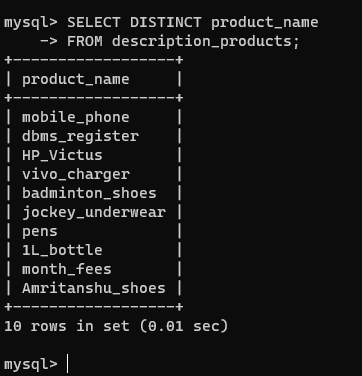 mysql> SELECT DISTINCT product_name
    -> FROM description_products;
+------------------+
| product_name     |
+------------------+
| mobile_phone     |
| dbms_register    |
| HP_Victus        |
| vivo_charger     |
| badminton_shoes  |
| jockey_underwear |
| pens             |
| 1L_bottle        |
| month_fees       |
| Amritanshu_shoes |
+------------------+
10 rows in set (0.01 sec)
mysql>